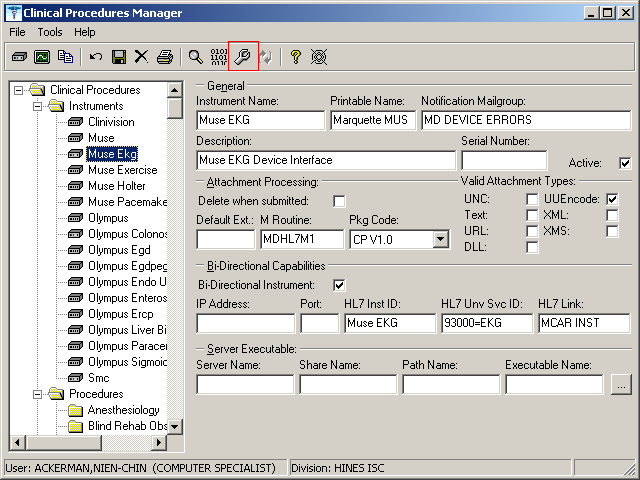 Clinical Procedures Manager
File Tools Help
0101
1101
Clinical Procedures
Instruments
Clinivision
Muse
Muse Ekg
Muse Exercise
Muse Holter
Muse Pacemake
Olympus
Olympus Colonos
Olympus Egd
Olympus Egdpeg
Olympus Endo U
Olympus Enteros
Olympus Ercp
Olympus Liver Bi
Olympus Paracen
Olympus Sigmoid
Smc
Procedures
Anesthesiology
Blind Rehab Obs
General
Instrument Name: Printable Name: Notification Mailgroup:
Muse EKG Marquette MUS MD DEVICE ERRORS
Description: Serial Number:
Muse EKG Device Interface
Active:
Attachment Processing: Valid Attachment Types:
Delete when submitted: UNC: UUEncode:
Text: XML:
Default Ext.: M Routine: Pkg Code: URL: XMS:
MDHL7M1 CP V1.0 DLL:
Bi-Directional Capabilities
Bi-Directional Instrument:
IP Address: Port: HL7 Inst ID: HL7 Unv Svc ID: HL7 Link:
Muse EKG 93000=EKG MCAR INST
Server Executable:
Server Name: Share Name: Path Name: Executable Name:
...
User: ACKERMAN,NIEN-CHIN (COMPUTER SPECIALIST) Division: HINES ISC